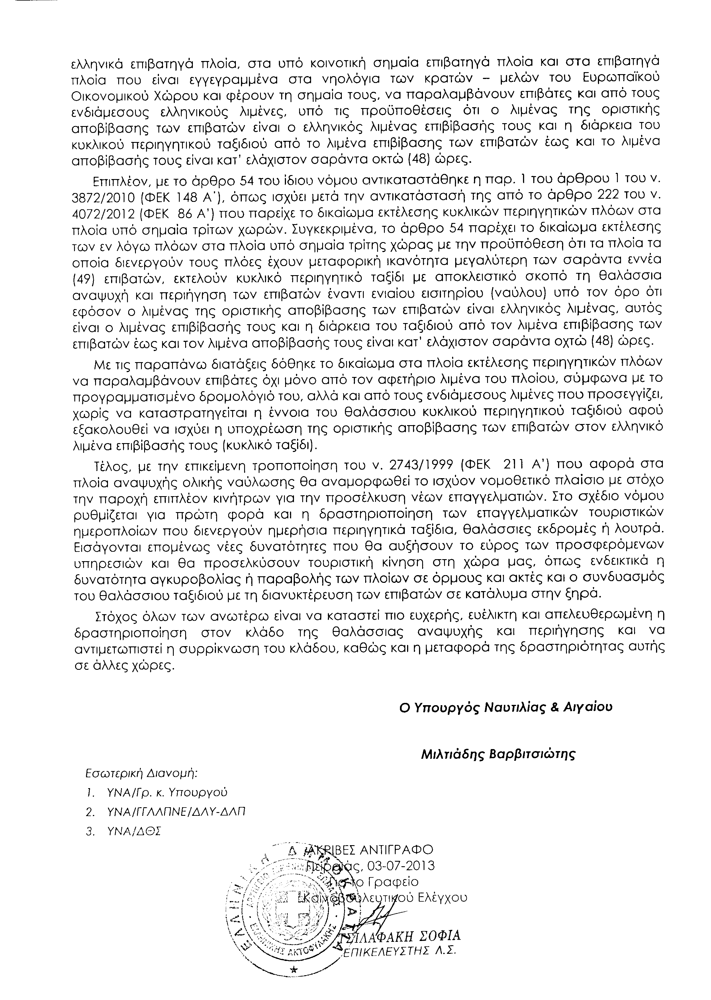 ελληνικά επιβατηγά πλοία, στα υπό κοινοτική σημαία επιβατηγά πλοία και στα επιβατηγά
πλοία που είναι εγγεγραμμένα στα νηολόγια των κρατών – μελών του Ευρωπαϊκού
Οικονομικού Χώρου και φέρουν τη σημαία τους, να παραλαμβάνουν επιβάτες και από τους
ενδιάμεσους ελληνικούς λιμένες, υπό τις προϋποθέσεις ότι ο λιμένας της οριστικής
αποβίβασης των επιβατών είναι ο ελληνικός λιμένας επιβίβασής τους και η διάρκεια του
κυκλικού περιηγητικού ταξιδιού από το λιμένα επιβίβασης των επιβατών έως και το λιμένα
αποβίβασής τους είναι κατ' ελάχιστον σαράντα οκτώ (48) ώρες.
Επιπλέον, με το άρθρο 54 του ίδιου νόμου αντικαταστάθηκε η παρ. 1 του άρθρου 1 του ν.
3872/2010 (ΦΕΚ 148 Α'), όπως ισχύει μετά την αντικατάστασή της από το άρθρο 222 του ν.
4072/2012 (ΦΕΚ 86 Α') που παρείχε το δικαίωμα εκτέλεσης κυκλικών περιηγητικών πλόων στα
πλοία υπό σημαία τρίτων χωρών. Συγκεκριμένα, το άρθρο 54 παρέχει το δικαίωμα εκτέλεσης
των εν λόγω πλόων στα πλοία υπό σημαία τρίτης χώρας με την προϋπόθεση ότι τα πλοία τα
οποία διενεργούν τους πλόες έχουν μεταφορική ικανότητα μεγαλύτερη των σαράντα εννέα
(49) επιβατών, εκτελούν κυκλικό περιηγητικό ταξίδι με αποκλειστικό σκοπό τη θαλάσσια
αναψυχή και περιήγηση των επιβατών έναντι ενιαίου εισιτηρίου (ναύλου) υπό τον όρο ότι
εφόσον ο λιμένας της οριστικής αποβίβασης των επιβατών είναι ελληνικός λιμένας, αυτός
είναι ο λιμένας επιβίβασής τους και η διάρκεια του ταξιδιού από τον λιμένα επιβίβασης των
επιβατών έως και τον λιμένα αποβίβασής τους είναι κατ' ελάχιστον σαράντα οχτώ (48) ώρες.
Με τις παραπάνω διατάξεις δόθηκε το δικαίωμα στα πλοία εκτέλεσης περιηγητικών πλόων
να παραλαμβάνουν επιβάτες όχι μόνο από τον αφετήριο λιμένα του πλοίου, σύμφωνα με το
προγραμματισμένο δρομολόγιό του, αλλά και από τους ενδιάμεσους λιμένες που προσεγγίζει,
χωρίς να καταστρατηγείται η έννοια του θαλάσσιου κυκλικού περιηγητικού ταξιδιού αφού
εξακολουθεί να ισχύει η υποχρέωση της οριστικής αποβίβασης των επιβατών στον ελληνικό
λιμένα επιβίβασής τους (κυκλικό ταξίδι).
Τέλος, με την επικείμενη τροποποίηση του ν. 2743/1999 (ΦΕΚ 211 Α') που αφορά στα
πλοία αναψυχής ολικής ναύλωσης θα αναμορφωθεί το ισχύον νομοθετικό πλαίσιο με στόχο
την παροχή επιπλέον κινήτρων για την προσέλκυση νέων επαγγελματιών. Στο σχέδιο νόμου
ρυθμίζεται για πρώτη φορά και η δραστηριοποίηση των επαγγελματικών τουριστικών
ημεροπλοίων που διενεργούν ημερήσια περιηγητικά ταξίδια, θαλάσσιες εκδρομές ή λουτρά.
Εισάγονται επομένως νέες δυνατότητες που θα αυξήσουν το εύρος των προσφερόμενων
υπηρεσιών και θα προσελκύσουν τουριστική κίνηση στη χώρα μας, όπως ενδεικτικά η
δυνατότητα αγκυροβολίας ή παραβολής των πλοίων σε όρμους και ακτές και ο συνδυασμός
του θαλάσσιου ταξιδιού με τη διανυκτέρευση των επιβατών σε κατάλυμα στην ξηρά.
Στόχος όλων των ανωτέρω είναι να καταστεί πιο ευχερής, ευέλικτη και απελευθερωμένη η
δραστηριοποίηση στον κλάδο της θαλάσσιας αναψυχής και περιήγησης και να
αντιμετωπιστεί η συρρίκνωση του κλάδου, καθώς και η μεταφορά της δραστηριότητας αυτής
σε άλλες χώρες.
Ο Υπουργός Ναυτιλίας & Αιγαίου
Μιλτιάδης Βαρβιτσιώτης
Εσωτερική Διανομή:
1. ΥΝΑ/Γρ. κ. Υπουργού
2. ΥΝΑ/ΓΓΛΛΠΝΕ/ΔΛΥ-ΔΛΠ
3. ΥΝΑ/ΔΘΣ
ΑΚΡΙΒΕΣ ΑΝΤΙΓΡΑΦΟ
Πειραιάς, 03-07-2013
Για το Γραφείο
Κοινοβουλευτικού Ελέγχου
ΤΣΙΛΑΦΑΚΗ ΣΟΦΙΑ
ΕΠΙΚΕΛΕΥΣΤΗΣ Λ.Σ.
ΕΛΛΗΝΙΚΗ ΔΗΜΟΚΡΑΤΙΑ
ΕΛΛΗΝΙΚΗΣ ΑΚΤΟΦΥΛΑΚΗΣ